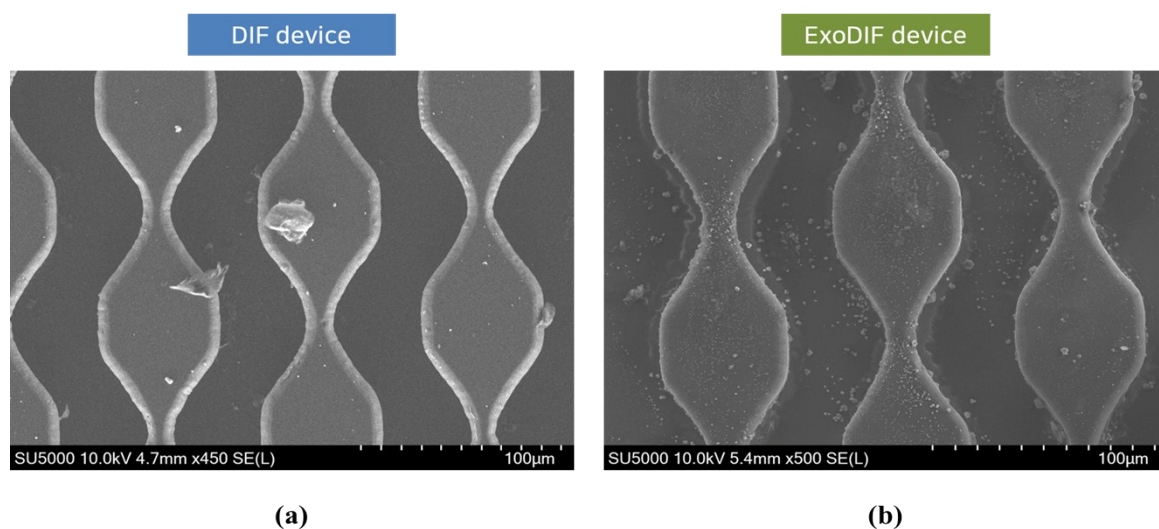 DIF device
ExoDIF device
SU5000 10.0kV 4.7mm x450 SE(L)
100µm
SU5000 10.0kV 5.4mm x500 SE(L)
100µm
(a)
(b)